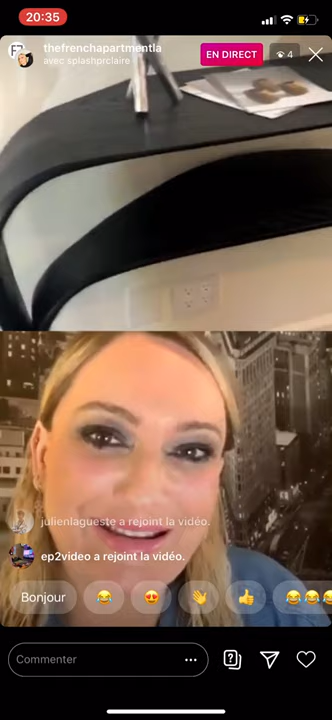 20:35
thefrenchapartmentla
avec splashprclaire
EN DIRECT
4
julienlagueste a rejoint la vidéo.
ep2video a rejoint la vidéo.
Bonjour
Commenter